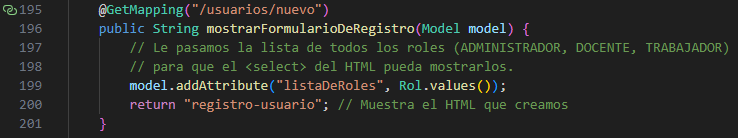 195 @GetMapping("/usuarios/nuevo")
196 public String mostrarFormularioDeRegistro(Model model) {
197 // Le pasamos la lista de todos los roles (ADMINISTRADOR, DOCENTE, TRABAJADOR)
198 // para que el <select> del HTML pueda mostrarlos.
199 model.addAttribute("listaDeRoles", Rol.values());
200 return "registro-usuario"; // Muestra el HTML que creamos
201 }